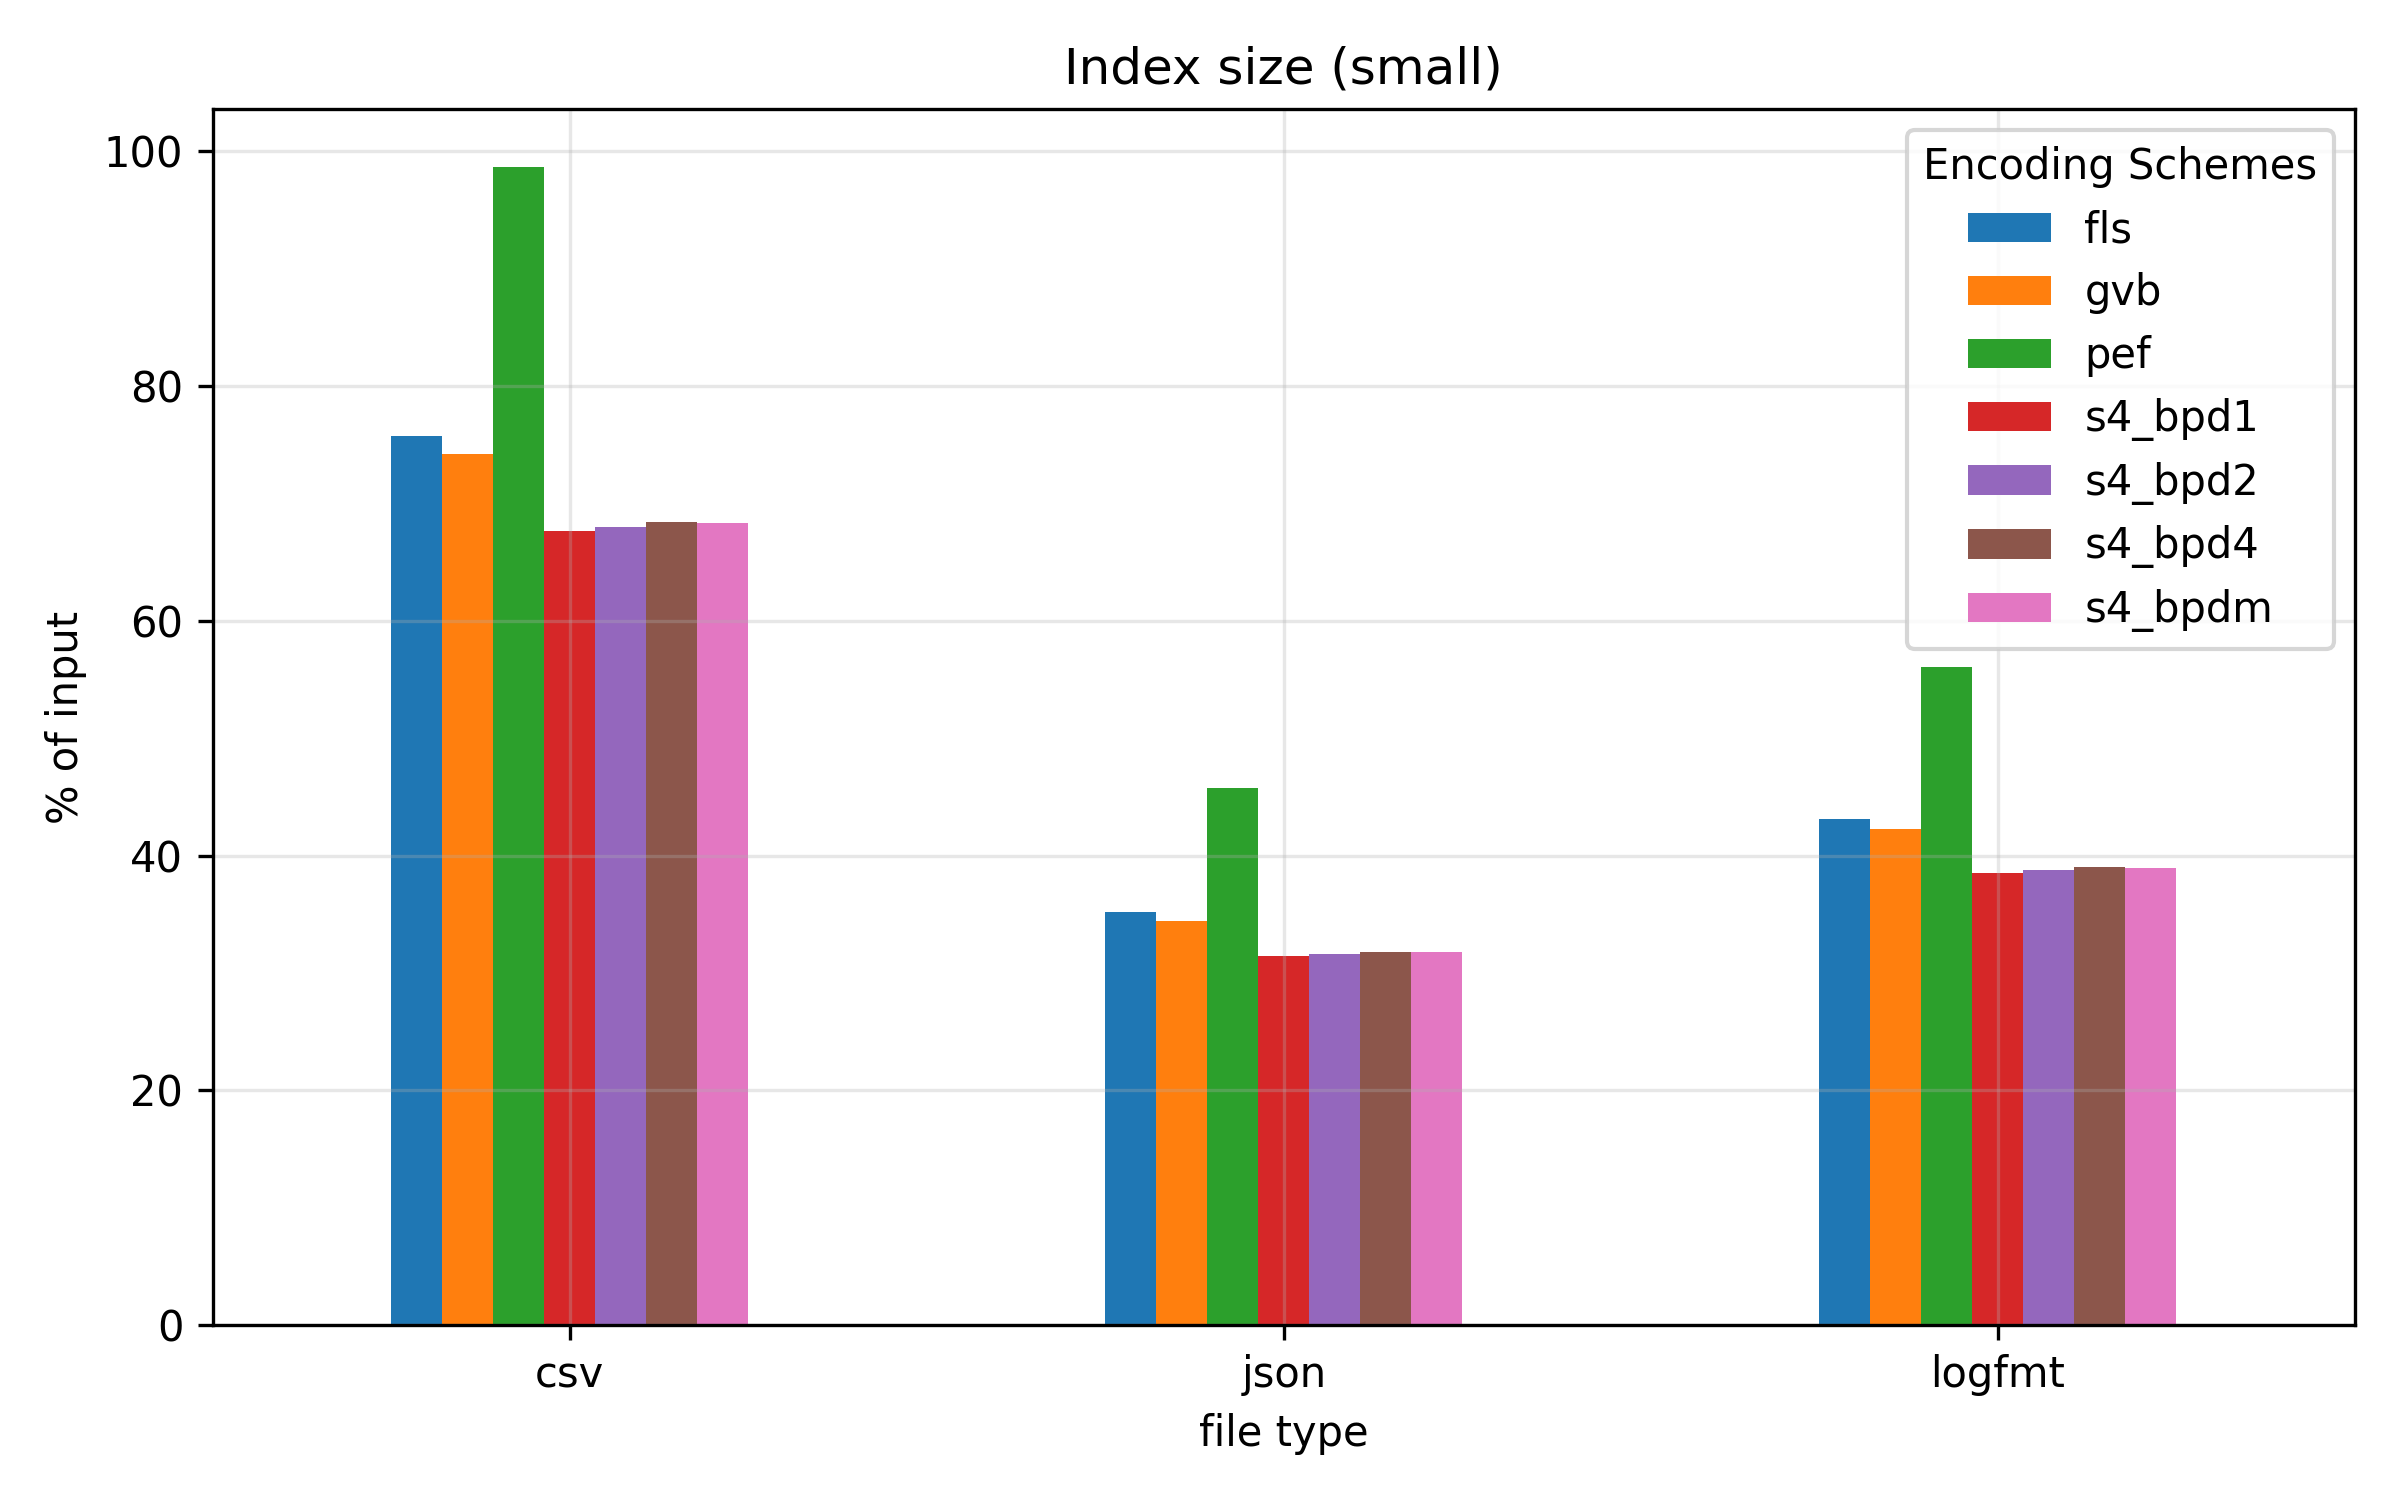 Index size (small)
% of input
100
80
60
40
20
0
csv
json
logfmt
file type
Encoding Schemes
fls
gvb
pef
s4_bpd1
s4_bpd2
s4_bpd4
s4_bpdm